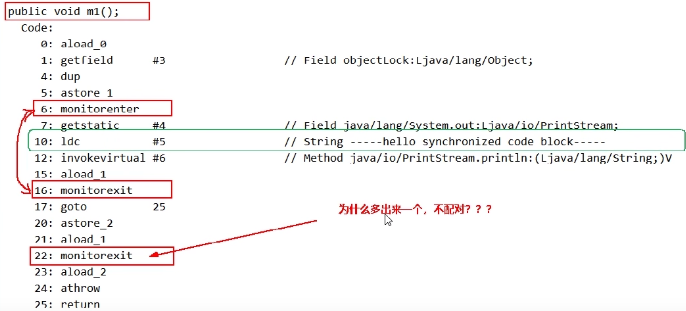 public void m1();
Code:
0: aload_0
1: getfield #3 // Field objectLock:Ljava/lang/Object;
4: dup
5: astore_1
6: monitorenter
7: getstatic #4 // Field java/lang/System.out:Ljava/io/PrintStream;
10: ldc #5 // String -----hello synchronized code block-----
12: invokevirtual #6 // Method java/io/PrintStream.println:(Ljava/lang/String;)V
15: aload_1
16: monitorexit
17: goto 25
20: astore_2
21: aload_1
22: monitorexit
23: aload_2
24: athrow
25: return
为什么多出来一个，不配对？？？